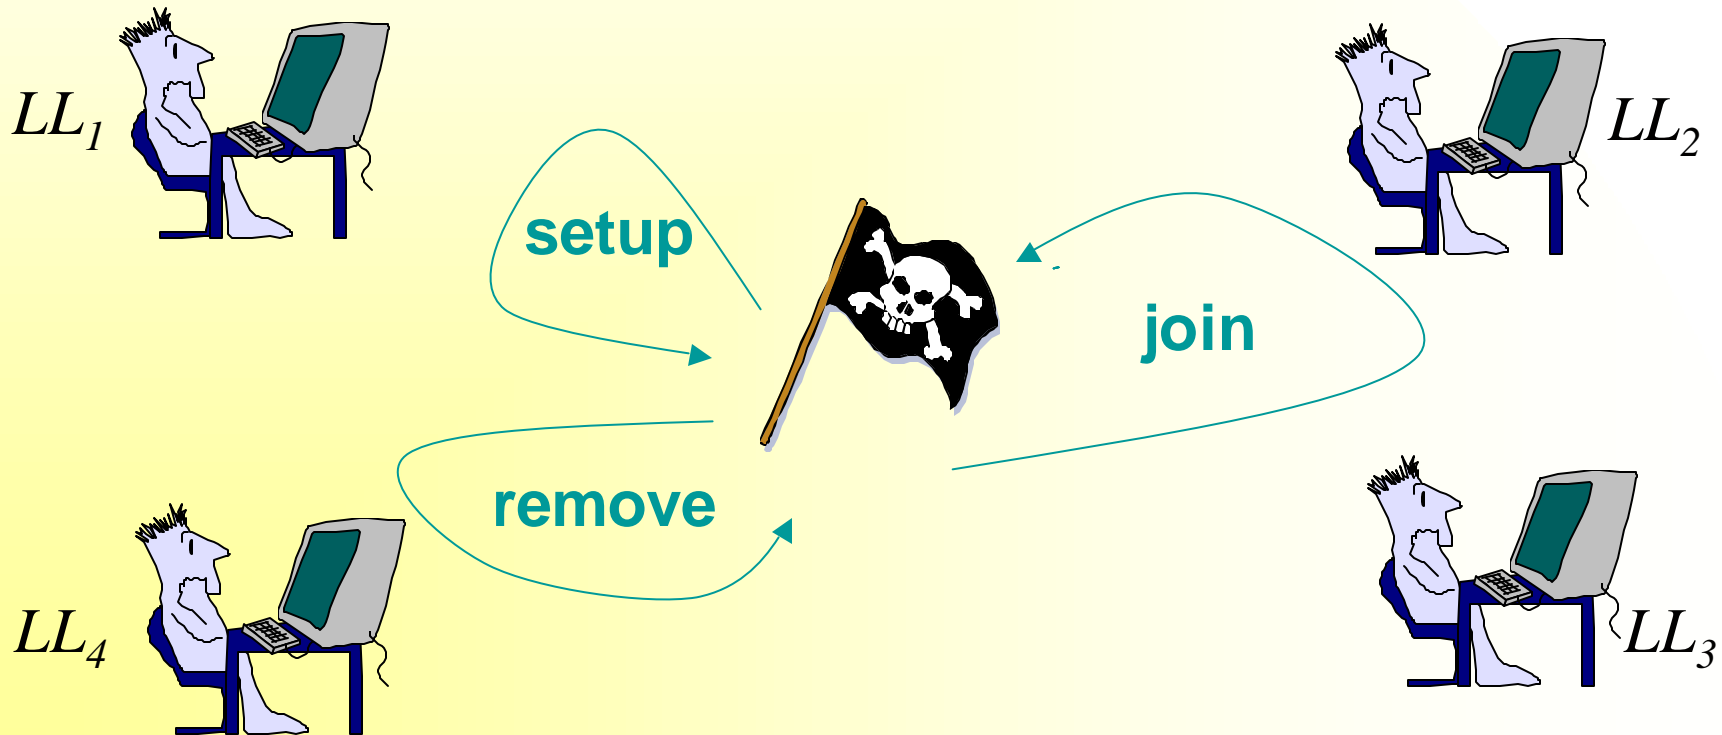 LL₁
LL₂
setup
join
remove
LL₄
LL₃